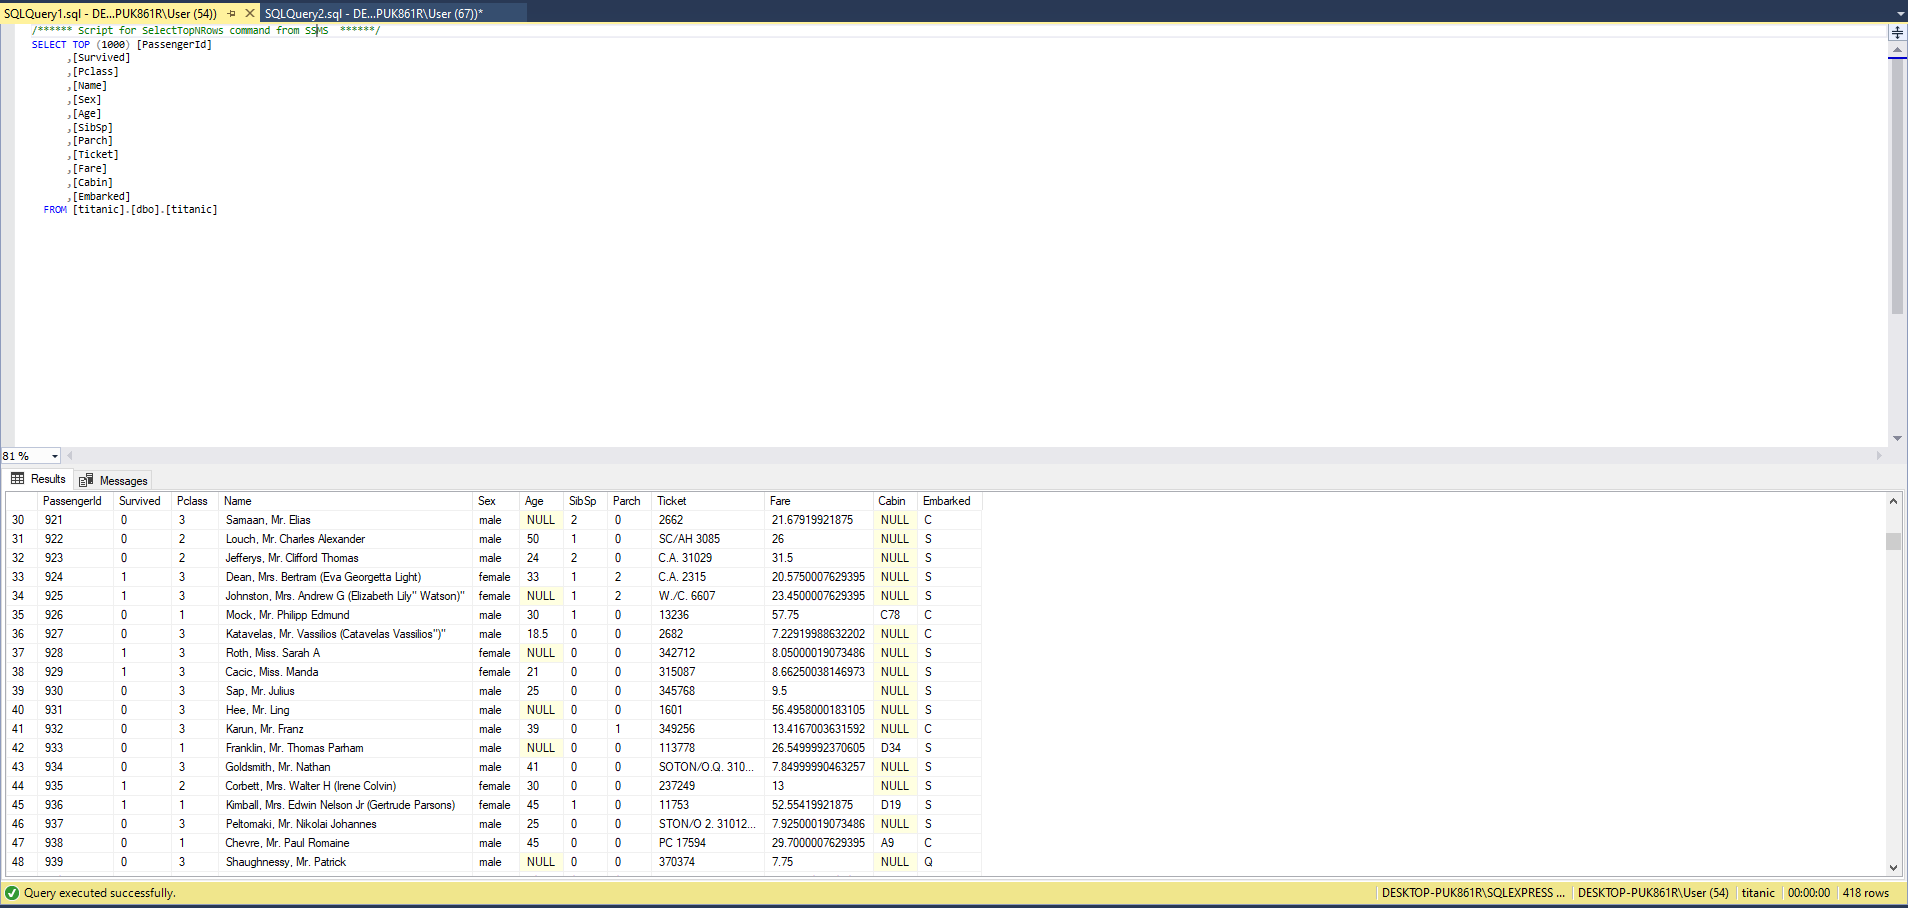 SQLQuery1.sql - DE...PUK861R\User (54)) SQLQuery2.sql - DE...PUK861R\User (67))*
/****** Script for SelectTopNRows command from SSMS  ******/
SELECT TOP (1000) [PassengerId]
,[Survived]
,[Pclass]
,[Name]
,[Sex]
,[Age]
,[SibSp]
,[Parch]
,[Ticket]
,[Fare]
,[Cabin]
,[Embarked]
FROM [titanic].[dbo].[titanic]
81 %
Results Messages
PassengerId Survived Pclass Name Sex Age SibSp Parch Ticket Fare Cabin Embarked
30 921 0 3 Samaan, Mr. Elias male NULL 2 0 2662 21.67919921875 NULL C
31 922 0 2 Louch, Mr. Charles Alexander male 50 1 0 SC/AH 3085 26 NULL S
32 923 0 2 Jefferys, Mr. Clifford Thomas male 24 2 0 C.A. 31029 31.5 NULL S
33 924 1 3 Dean, Mrs. Bertram (Eva Georgetta Light) female 33 1 2 C.A. 2315 20.5750007629395 NULL S
34 925 1 3 Johnston, Mrs. Andrew G (Elizabeth Lily" Watson)" female NULL 1 2 W./C. 6607 23.4500007629395 NULL S
35 926 0 1 Mock, Mr. Philipp Edmund male 30 1 0 13236 57.75 C78 C
36 927 0 3 Katavelas, Mr. Vassilios (Catavelas Vassilios")" male 18.5 0 0 2682 7.22919988632202 NULL C
37 928 1 3 Roth, Miss. Sarah A female NULL 0 0 342712 8.05000019073486 NULL S
38 929 1 3 Cacic, Miss. Manda female 21 0 0 315087 8.66250038146973 NULL S
39 930 0 3 Sap, Mr. Julius male 25 0 0 345768 9.5 NULL S
40 931 0 3 Hee, Mr. Ling male NULL 0 0 1601 56.4958000183105 NULL S
41 932 0 3 Karun, Mr. Franz male 39 0 1 349256 13.4167003631592 NULL C
42 933 0 1 Franklin, Mr. Thomas Parham male NULL 0 0 113778 26.5499992370605 D34 S
43 934 0 3 Goldsmith, Mr. Nathan male 41 0 0 SOTON/O.Q. 310... 7.84999990463257 NULL S
44 935 1 2 Corbett, Mrs. Walter H (Irene Colvin) female 30 0 0 237249 13 NULL S
45 936 1 1 Kimball, Mrs. Edwin Nelson Jr (Gertrude Parsons) female 45 1 0 11753 52.55419921875 D19 S
46 937 0 3 Peltomaki, Mr. Nikolai Johannes male 25 0 0 STON/O 2. 31012... 7.92500019073486 NULL S
47 938 0 1 Chevre, Mr. Paul Romaine male 45 0 0 PC 17594 29.7000007629395 A9 C
48 939 0 3 Shaughnessy, Mr. Patrick male NULL 0 0 370374 7.75 NULL Q
Query executed successfully. DESKTOP-PUK861R\SQLEXPRESS ... DESKTOP-PUK861R\User (54) titanic 00:00:00 418 rows